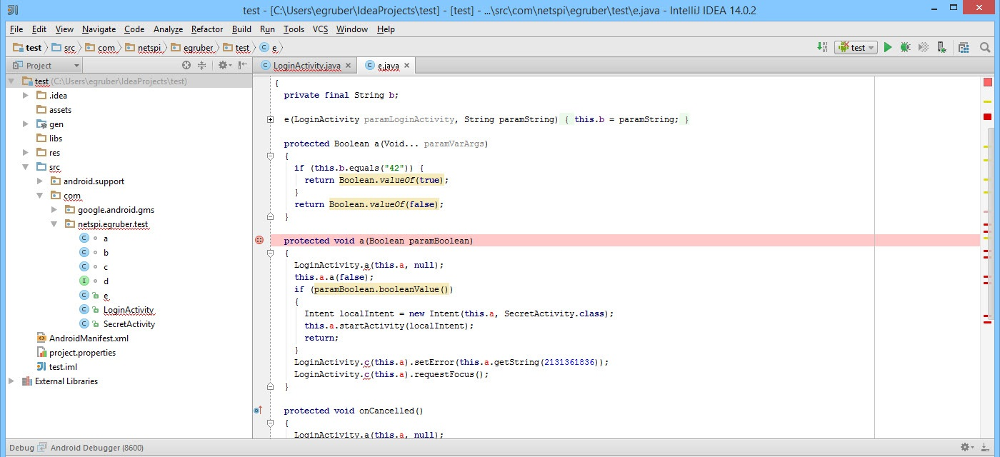 test - [C:\Users\egruber\IdeaProjects\test] - [test] - ...\src\com\netspi\egruber\test\e.java - IntelliJ IDEA 14.0.2
File Edit View Navigate Code Analyze Refactor Build Run Tools VCS Window Help
test src com netspi egruber test e test
Project LoginActivity.java e.java
test (C:\Users\egruber\IdeaProjects\test)
.idea
assets
gen
libs
res
src
android.support
com
google.android.gms
netspi.egruber.test
a
b
c
d
e
LoginActivity
SecretActivity
AndroidManifest.xml
project.properties
test.iml
External Libraries
{
private final String b;
e(LoginActivity paramLoginActivity, String paramString) { this.b = paramString; }
protected Boolean a(Void... paramVarArgs)
{
if (this.b.equals("42")) {
return Boolean.valueOf(true);
}
return Boolean.valueOf(false);
}
protected void a(Boolean paramBoolean)
{
LoginActivity.a(this.a, null);
this.a.a(false);
if (paramBoolean.booleanValue())
{
Intent localIntent = new Intent(this.a, SecretActivity.class);
this.a.startActivity(localIntent);
return;
}
LoginActivity.c(this.a).setError(this.a.getString(2131361836));
LoginActivity.c(this.a).requestFocus();
}
protected void onCancelled()
{
LoginActivity.a(this.a, null);
Debug Android Debugger (8600)